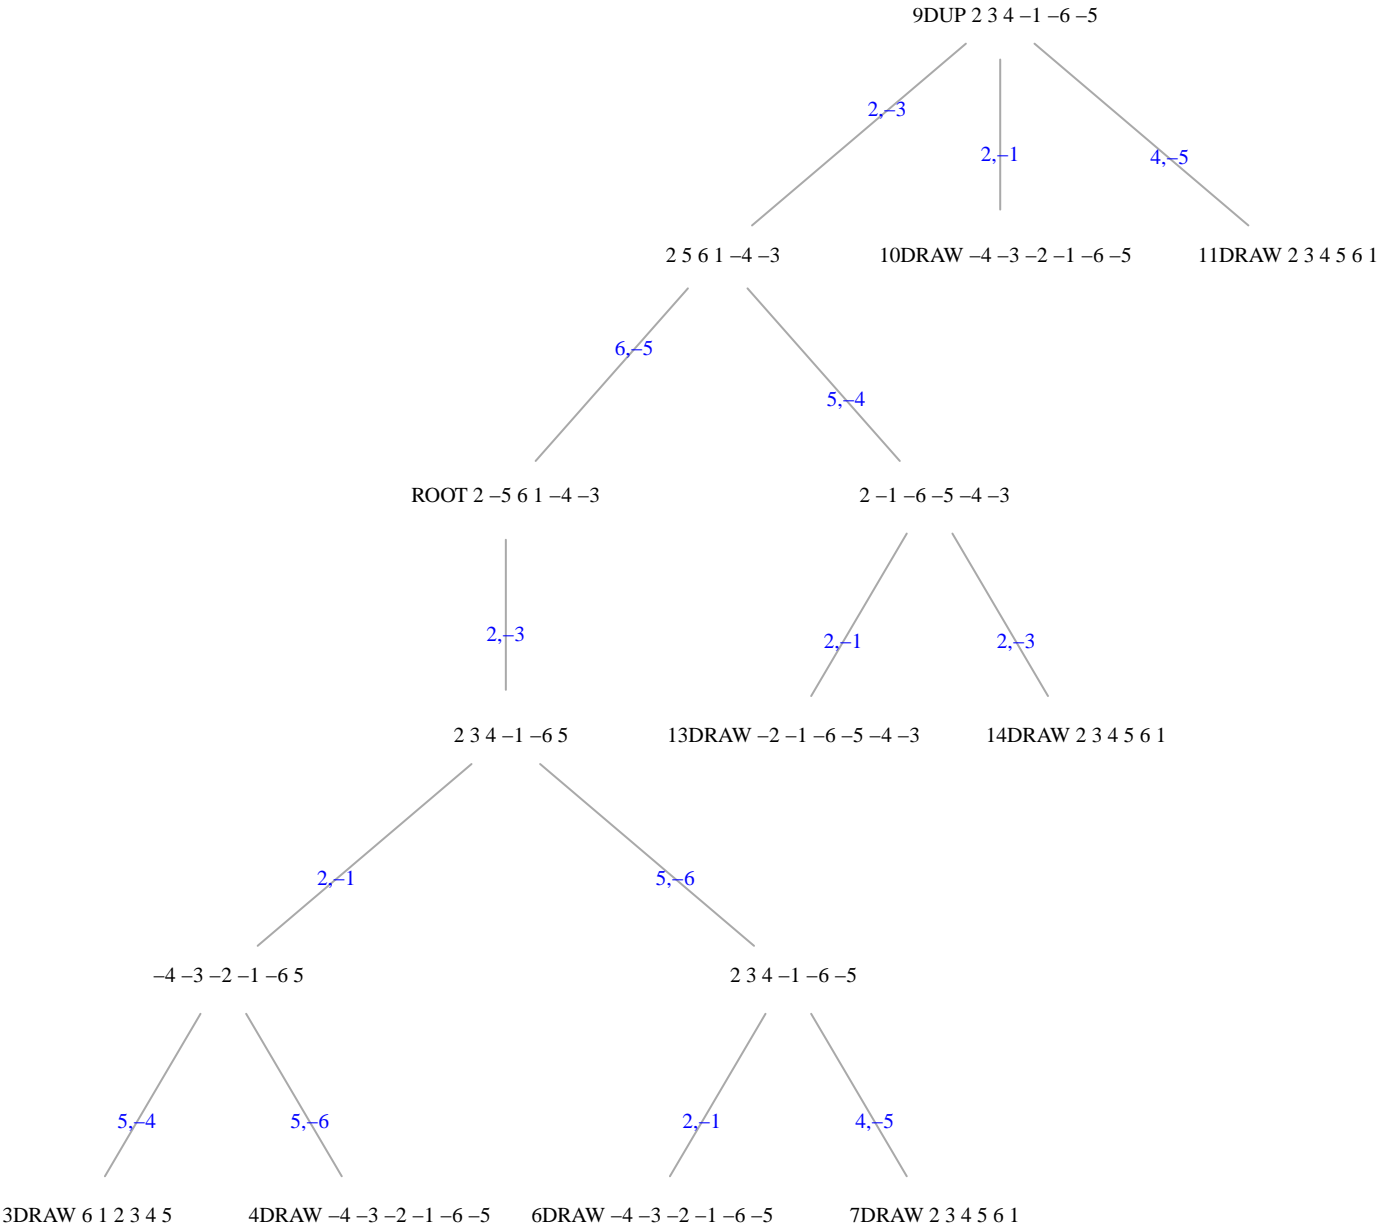 9DUP 2 3 4 –1 –6 –5
2,–3
2,–1
4,–5
2 5 6 1 –4 –3
10DRAW –4 –3 –2 –1 –6 –5
11DRAW 2 3 4 5 6 1
6,–5
5,–4
ROOT 2 –5 6 1 –4 –3
2 –1 –6 –5 –4 –3
2,–3
2,–1
2,–3
2 3 4 –1 –6 5
13DRAW –2 –1 –6 –5 –4 –3
14DRAW 2 3 4 5 6 1
2,–1
5,–6
–4 –3 –2 –1 –6 5
2 3 4 –1 –6 –5
5,–4
5,–6
2,–1
4,–5
3DRAW 6 1 2 3 4 5
4DRAW –4 –3 –2 –1 –6 –5
6DRAW –4 –3 –2 –1 –6 –5
7DRAW 2 3 4 5 6 1